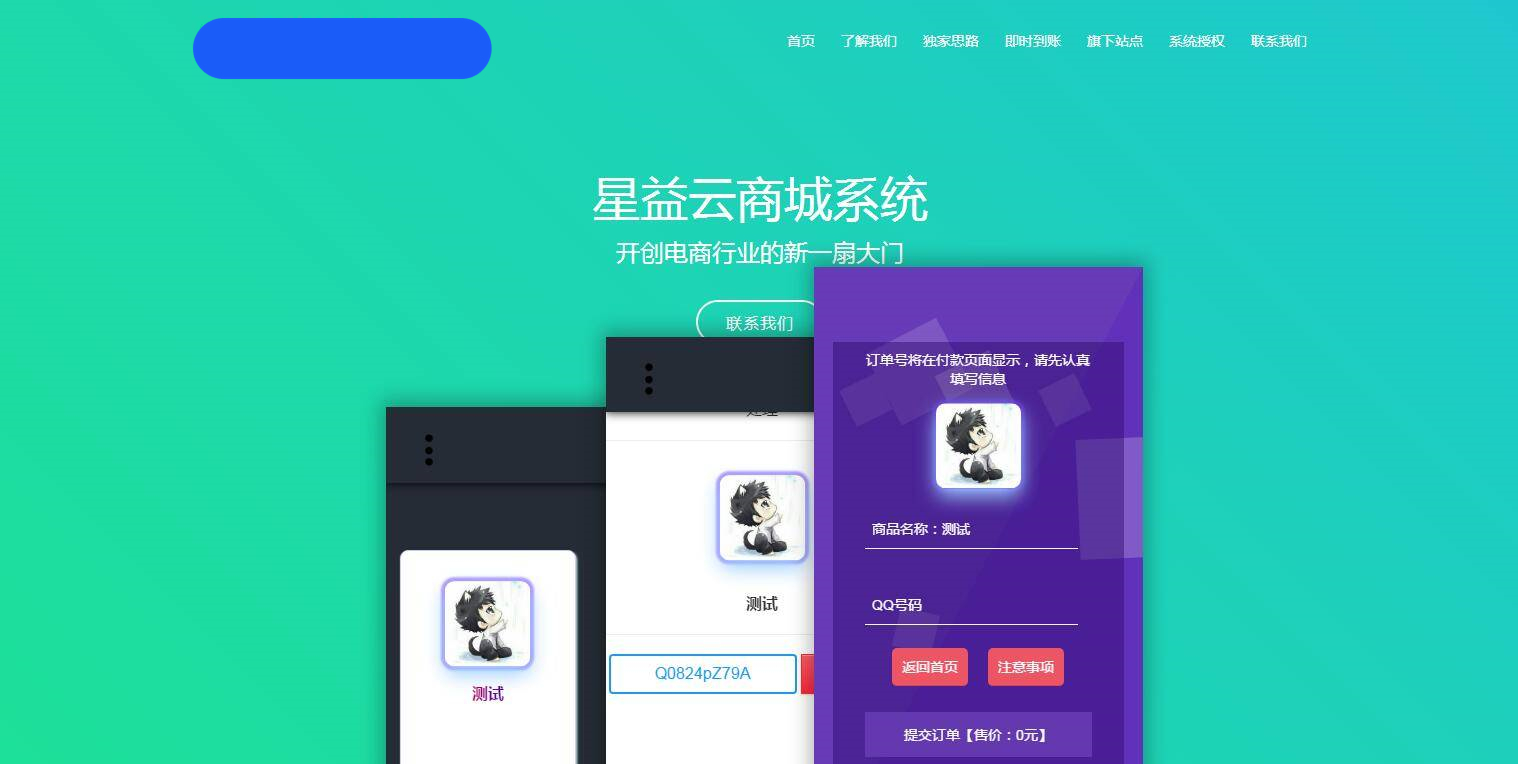 首页 了解我们 独家思路 即时到账 旗下站点 系统授权 联系我们
星益云商城系统
开创电商行业的新一扇大门
联系我们
测试
处理
测试
Q0824pZ79A
订单号将在付款页面显示，请先认真
填写信息
商品名称：测试
QQ号码
返回首页 注意事项
提交订单【售价：0元】